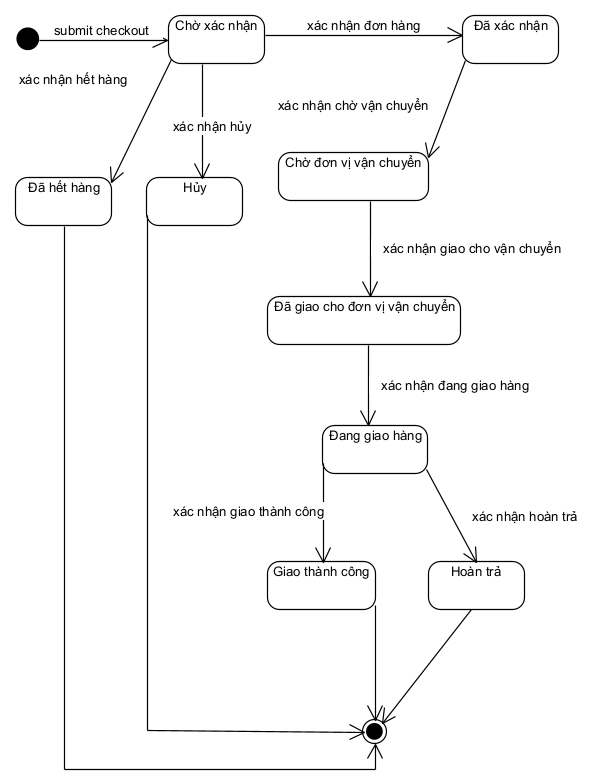 submit checkout
Chờ xác nhận
xác nhận đơn hàng
Đã xác nhận
xác nhận hết hàng
xác nhận hủy
xác nhận chờ vận chuyển
Đã hết hàng
Hủy
Chờ đơn vị vận chuyển
xác nhận giao cho vận chuyển
Đã giao cho đơn vị vận chuyển
xác nhận đang giao hàng
Đang giao hàng
xác nhận giao thành công
xác nhận hoàn trả
Giao thành công
Hoàn trả